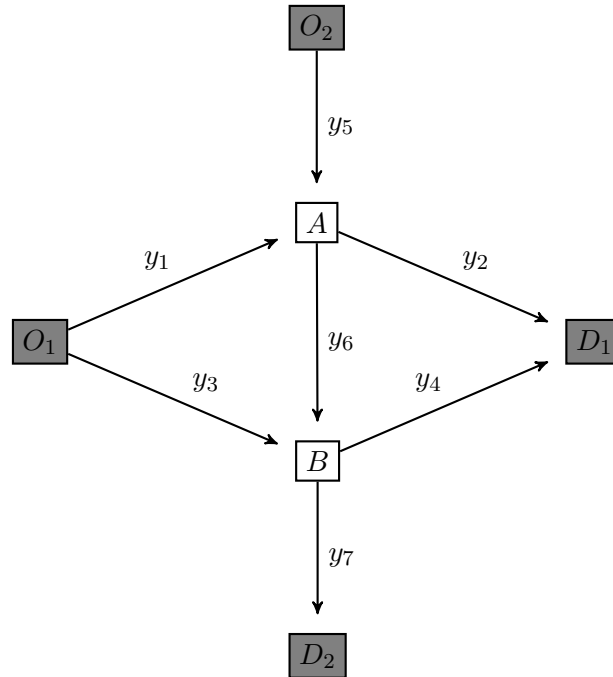 O₂
y₅
A
y₁ y₂
O₁ y₆ D₁
y₃ y₄
B
y₇
D₂